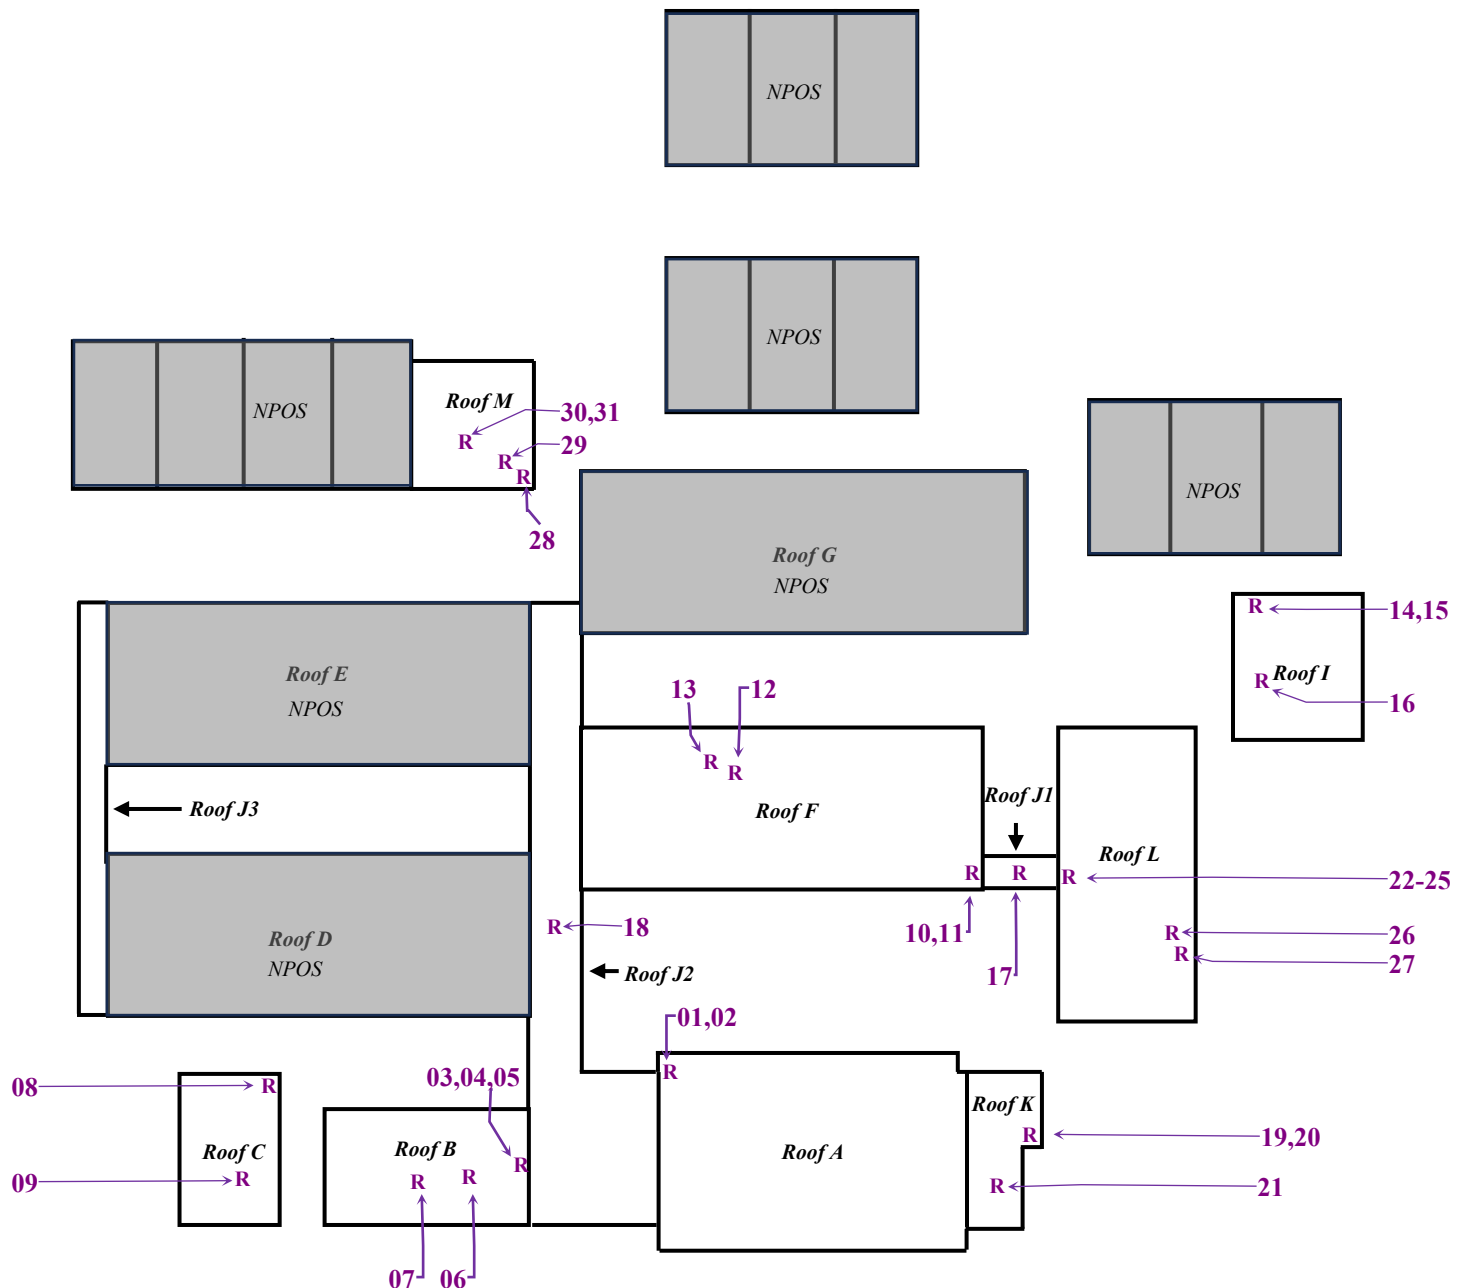 NPOS
NPOS
NPOS
Roof M
R
R
R
30,31
29
28
NPOS
Roof G
NPOS
R
14,15
Roof I
R
16
Roof E
NPOS
13
12
R
R
Roof F
Roof J3
Roof J1
Roof L
R
R
R
22-25
Roof D
NPOS
R
18
10,11
17
R
26
R
27
Roof J2
01,02
R
08
R
03,04,05
Roof K
R
19,20
Roof C
Roof B
R
Roof A
09
R
R
R
R
21
07
06